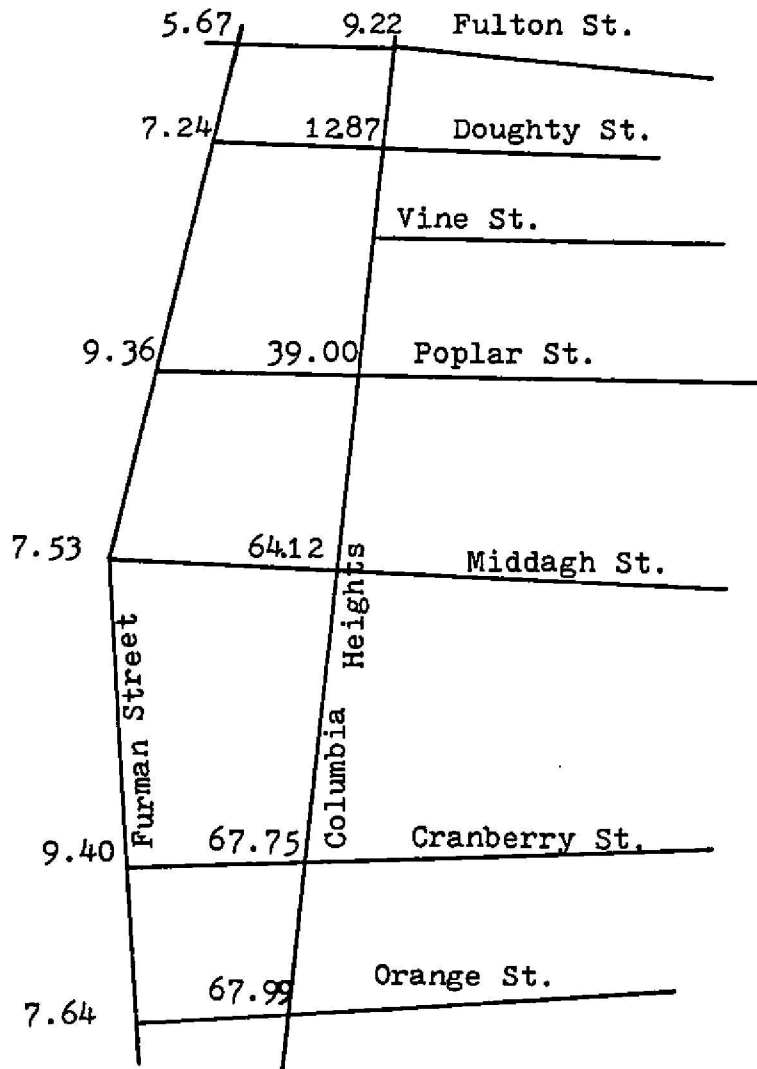 5.67 9.22 Fulton St.
7.24 1287 Doughty St.
Vine St.
9.36 39.00 Poplar St.
7.53 6412 Middagh St.
Furman Street
Columbia Heights
9.40 67.75 Cranberry St.
7.64 67.99 Orange St.